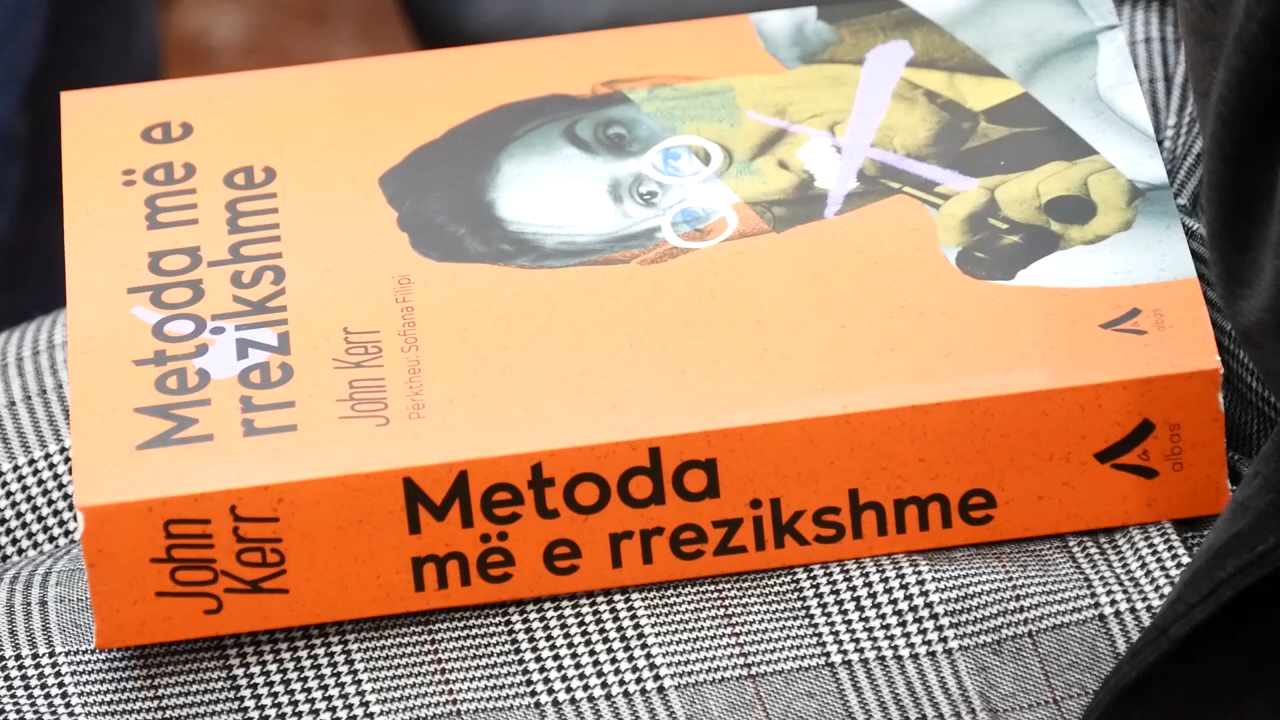 Metoda më e
rrezikshme
John Kerr
Përktheu: Sofiana Filipi
albas
John
Kerr
Metoda
më e rrezikshme
albas